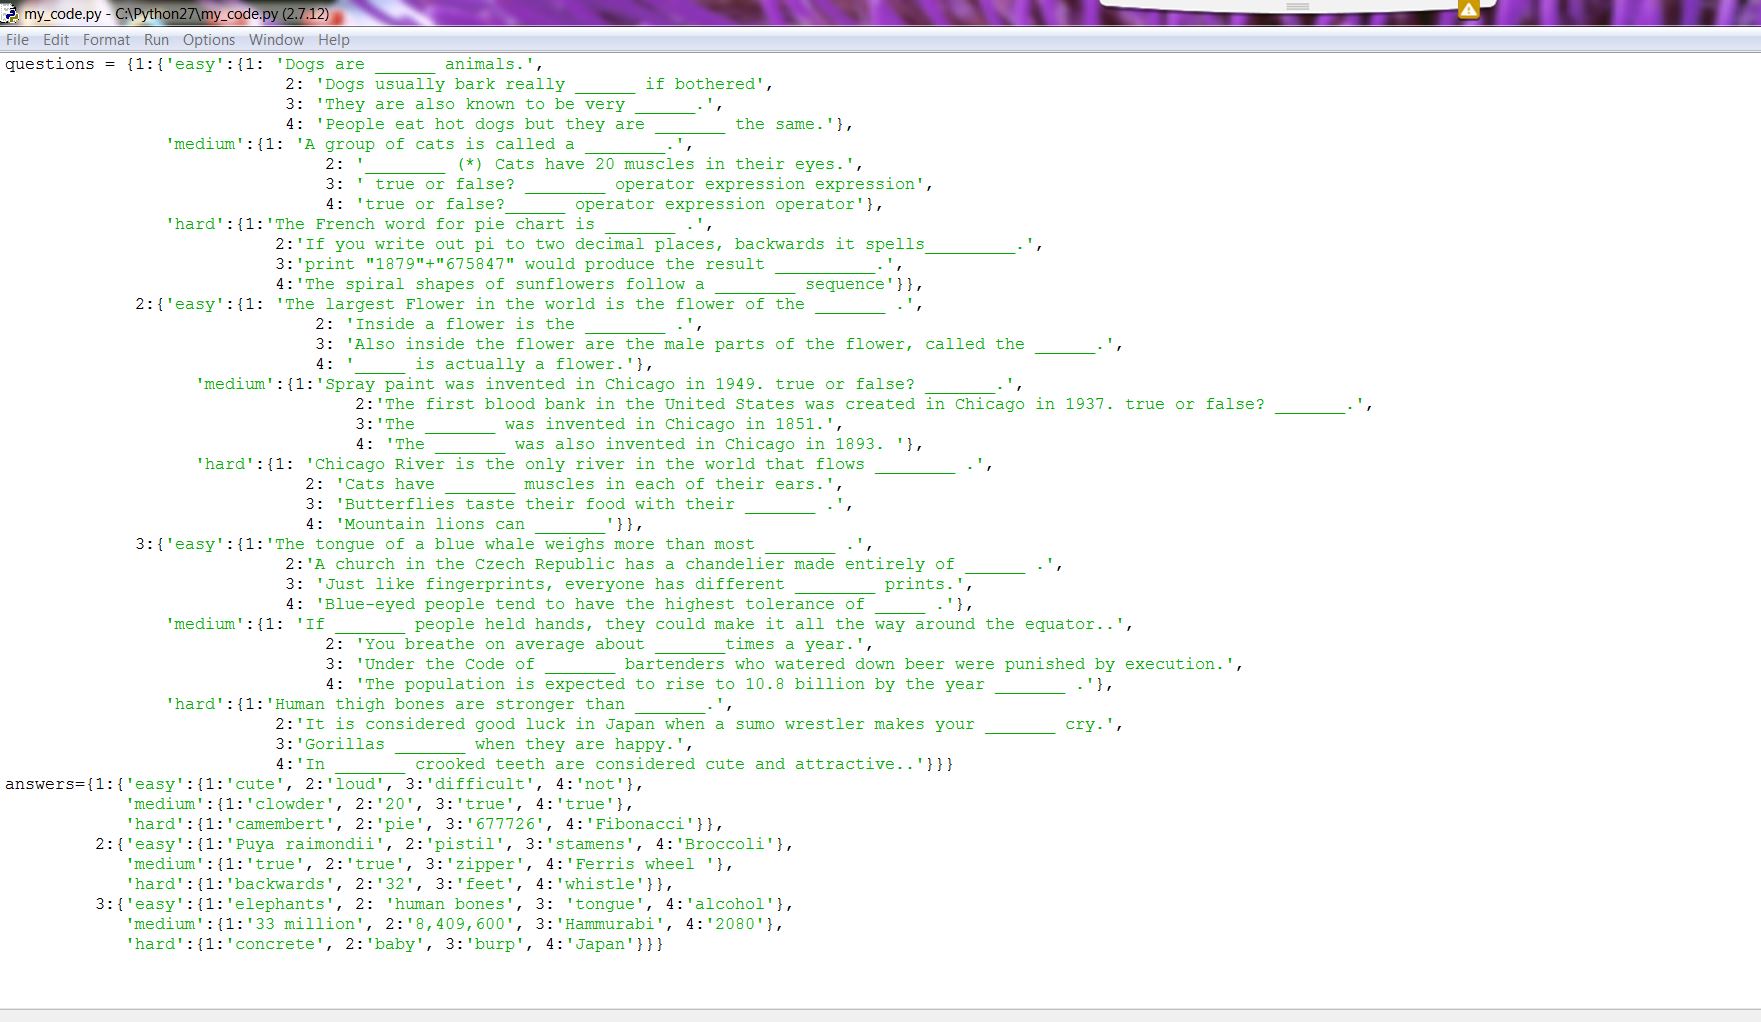 my_code.py - C:\Python27\my_code.py (2.7.12)
File Edit Format Run Options Window Help
questions = {1:{'easy':{1: 'Dogs are ______ animals.',
2: 'Dogs usually bark really ______ if bothered',
3: 'They are also known to be very ______.',
4: 'People eat hot dogs but they are _______ the same.'},
'medium':{1: 'A group of cats is called a ________.',
2: '________ (*) Cats have 20 muscles in their eyes.',
3: ' true or false? ________ operator expression expression',
4: 'true or false?______ operator expression operator'},
'hard':{1:'The French word for pie chart is _______ .',
2:'If you write out pi to two decimal places, backwards it spells_________.',
3:'print "1879"+"675847" would produce the result __________.',
4:'The spiral shapes of sunflowers follow a ________ sequence'}},
2:{'easy':{1: 'The largest Flower in the world is the flower of the _______ .',
2: 'Inside a flower is the ________ .',
3: 'Also inside the flower are the male parts of the flower, called the ______.',
4: '_____ is actually a flower.'},
'medium':{1:'Spray paint was invented in Chicago in 1949. true or false? _______.',
2:'The first blood bank in the United States was created in Chicago in 1937. true or false? _______.',
3:'The _______ was invented in Chicago in 1851.',
4: 'The _______ was also invented in Chicago in 1893. '},
'hard':{1: 'Chicago River is the only river in the world that flows ________ .',
2: 'Cats have _______ muscles in each of their ears.',
3: 'Butterflies taste their food with their _______ .',
4: 'Mountain lions can _______'}},
3:{'easy':{1:'The tongue of a blue whale weighs more than most _______ .',
2:'A church in the Czech Republic has a chandelier made entirely of ______ .',
3: 'Just like fingerprints, everyone has different ________ prints.',
4: 'Blue-eyed people tend to have the highest tolerance of _____ .'},
'medium':{1: 'If _______ people held hands, they could make it all the way around the equator..',
2: 'You breathe on average about _______times a year.',
3: 'Under the Code of _______ bartenders who watered down beer were punished by execution.',
4: 'The population is expected to rise to 10.8 billion by the year _______ .'},
'hard':{1:'Human thigh bones are stronger than _______.',
2:'It is considered good luck in Japan when a sumo wrestler makes your _______ cry.',
3:'Gorillas _______ when they are happy.',
4:'In _______ crooked teeth are considered cute and attractive..'}}}
answers={1:{'easy':{1:'cute', 2:'loud', 3:'difficult', 4:'not'},
'medium':{1:'clowder', 2:'20', 3:'true', 4:'true'},
'hard':{1:'camembert', 2:'pie', 3:'677726', 4:'Fibonacci'}},
2:{'easy':{1:'Puya raimondii', 2:'pistil', 3:'stamens', 4:'Broccoli'},
'medium':{1:'true', 2:'true', 3:'zipper', 4:'Ferris wheel '},
'hard':{1:'backwards', 2:'32', 3:'feet', 4:'whistle'}},
3:{'easy':{1:'elephants', 2: 'human bones', 3: 'tongue', 4:'alcohol'},
'medium':{1:'33 million', 2:'8,409,600', 3:'Hammurabi', 4:'2080'},
'hard':{1:'concrete', 2:'baby', 3:'burp', 4:'Japan'}}}